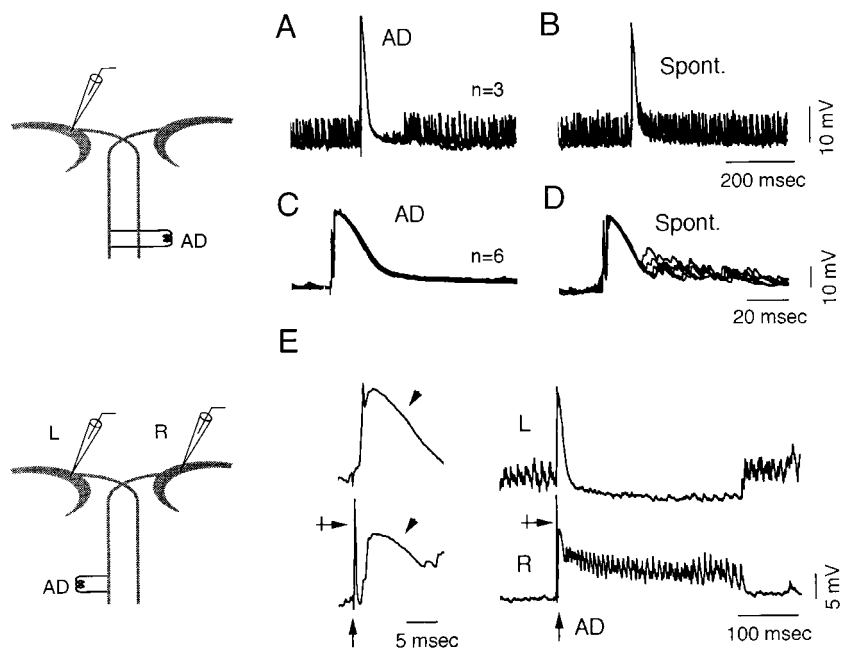 A
AD
n=3
B
Spont.
10 mV
200 msec
AD
C
AD
n=6
D
Spont.
10 mV
20 msec
E
L
R
AD
5 msec
L
R
AD
5 mV
100 msec